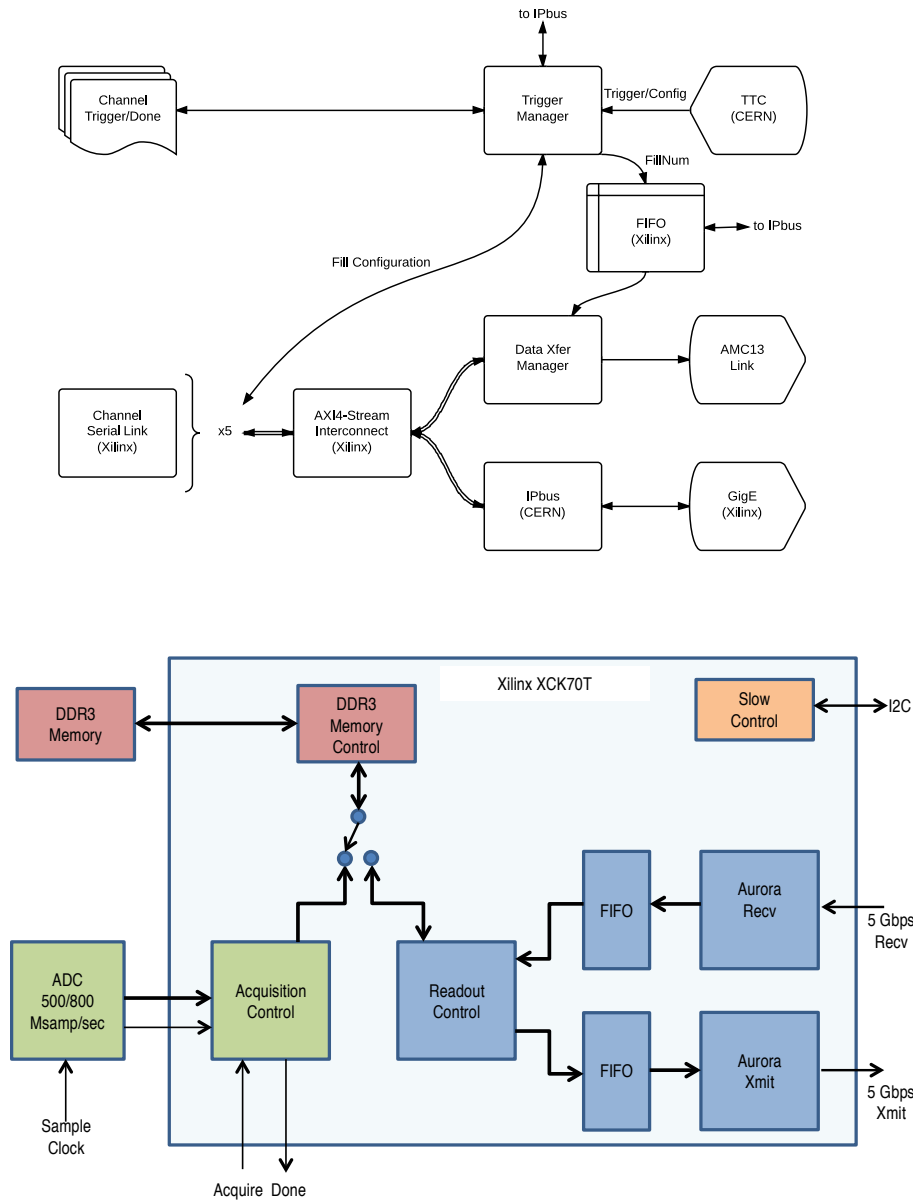 to IPbus
Channel
Trigger/Done
Trigger
Manager
Trigger/Config
TTC
(CERN)
FillNum
FIFO
(Xilinx)
to IPbus
Fill Configuration
Data Xfer
Manager
AMC13
Link
Channel
Serial Link
(Xilinx)
x5
AXI4-Stream
Interconnect
(Xilinx)
IPbus
(CERN)
GigE
(Xilinx)
Xilinx XCK70T
DDR3
Memory
DDR3
Memory
Control
Slow
Control
I2C
FIFO
Aurora
Recv
5 Gbps
Recv
ADC
500/800
Msamp/sec
Acquisition
Control
Readout
Control
FIFO
Aurora
Xmit
5 Gbps
Xmit
Sample
Clock
Acquire Done